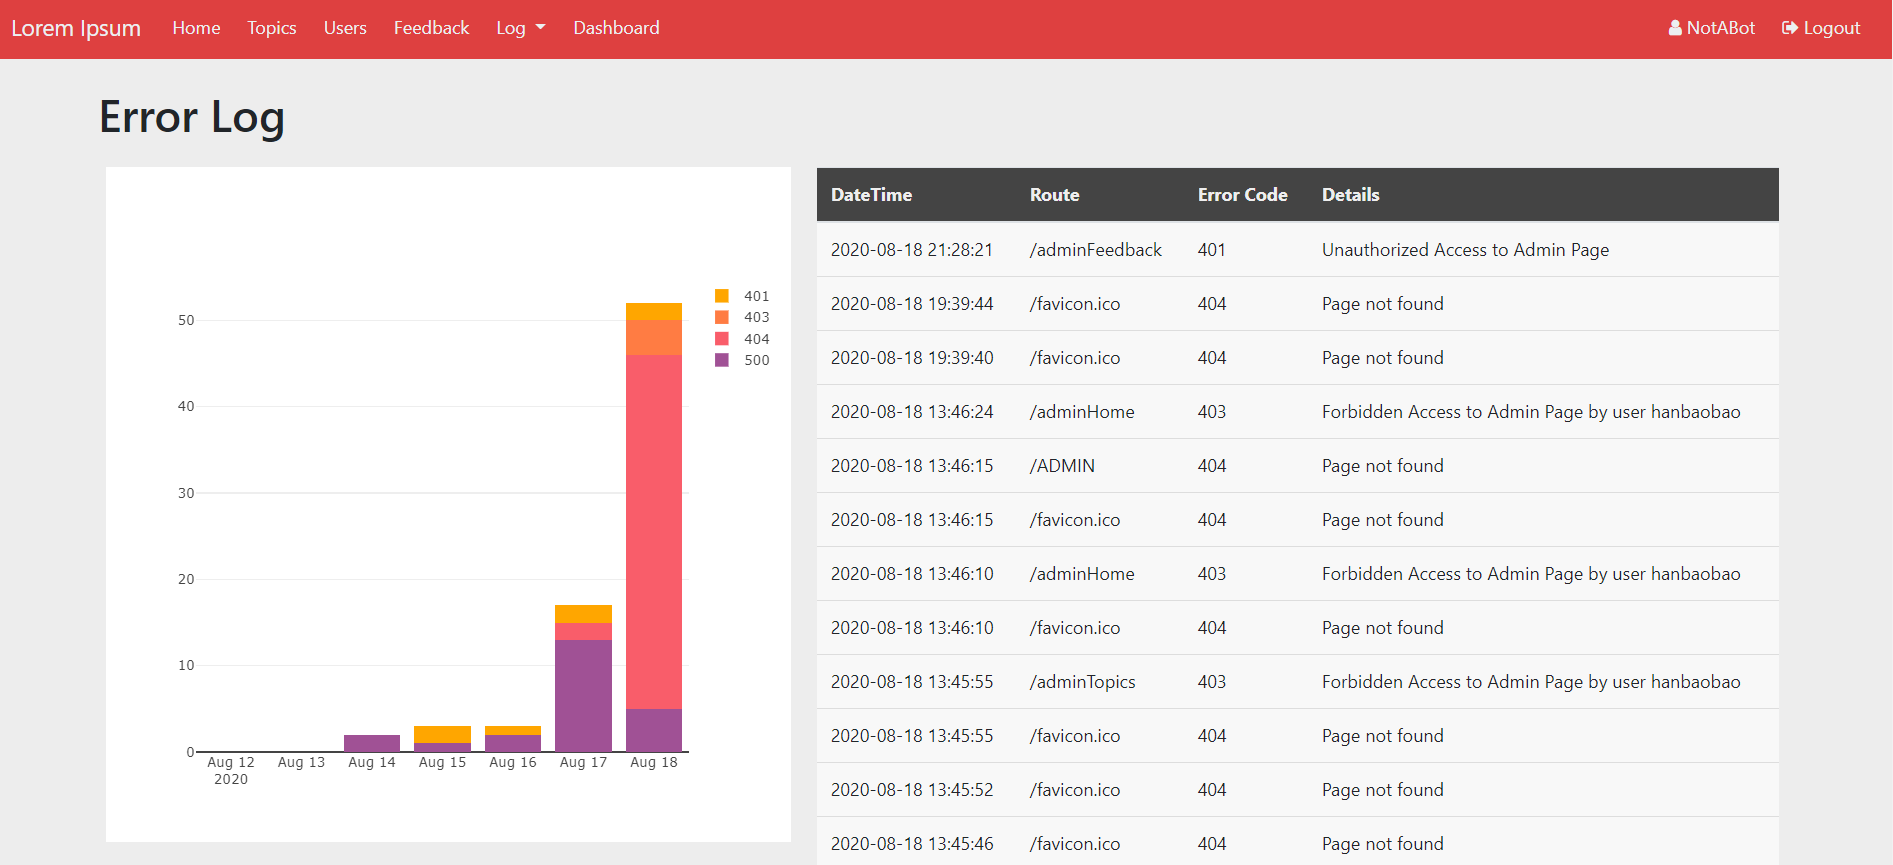 Lorem Ipsum Home Topics Users Feedback Log Dashboard NotABot Logout
Error Log
401
403
404
500
50
40
30
20
10
0
Aug 12 Aug 13 Aug 14 Aug 15 Aug 16 Aug 17 Aug 18
2020
DateTime Route Error Code Details
2020-08-18 21:28:21 /adminFeedback 401 Unauthorized Access to Admin Page
2020-08-18 19:39:44 /favicon.ico 404 Page not found
2020-08-18 19:39:40 /favicon.ico 404 Page not found
2020-08-18 13:46:24 /adminHome 403 Forbidden Access to Admin Page by user hanbaobao
2020-08-18 13:46:15 /ADMIN 404 Page not found
2020-08-18 13:46:15 /favicon.ico 404 Page not found
2020-08-18 13:46:10 /adminHome 403 Forbidden Access to Admin Page by user hanbaobao
2020-08-18 13:46:10 /favicon.ico 404 Page not found
2020-08-18 13:45:55 /adminTopics 403 Forbidden Access to Admin Page by user hanbaobao
2020-08-18 13:45:55 /favicon.ico 404 Page not found
2020-08-18 13:45:52 /favicon.ico 404 Page not found
2020-08-18 13:45:46 /favicon.ico 404 Page not found